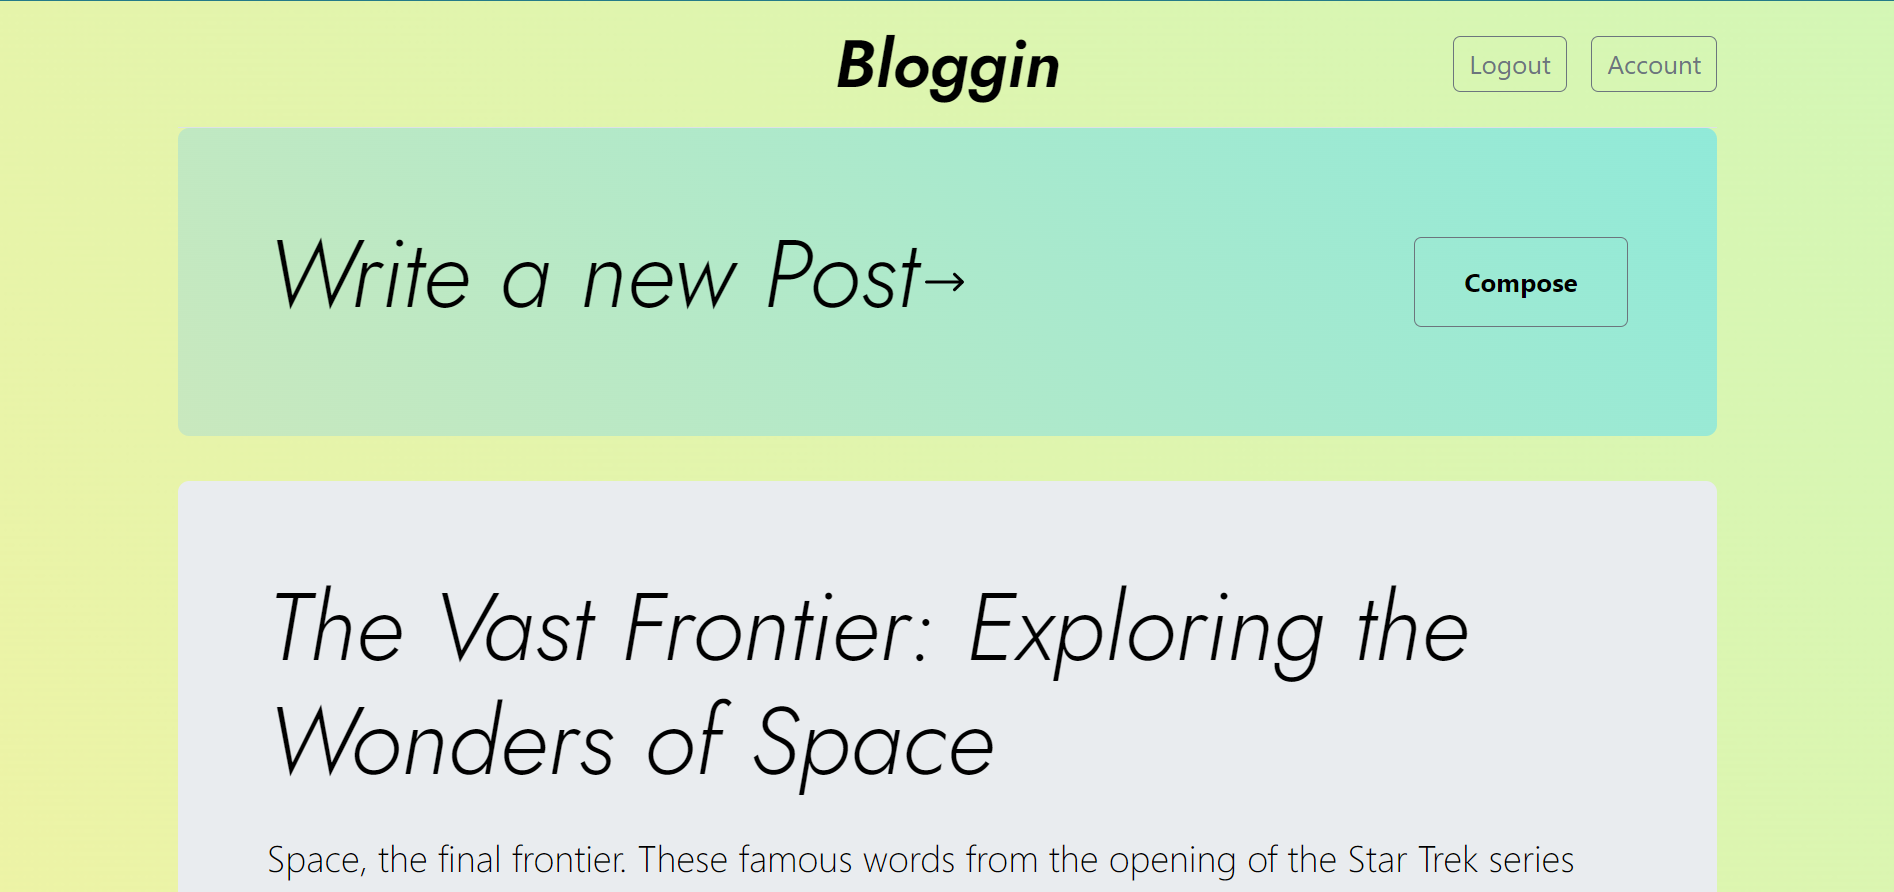 Bloggin
Logout
Account
Write a new Post→
Compose
The Vast Frontier: Exploring the
Wonders of Space
Space, the final frontier. These famous words from the opening of the Star Trek series